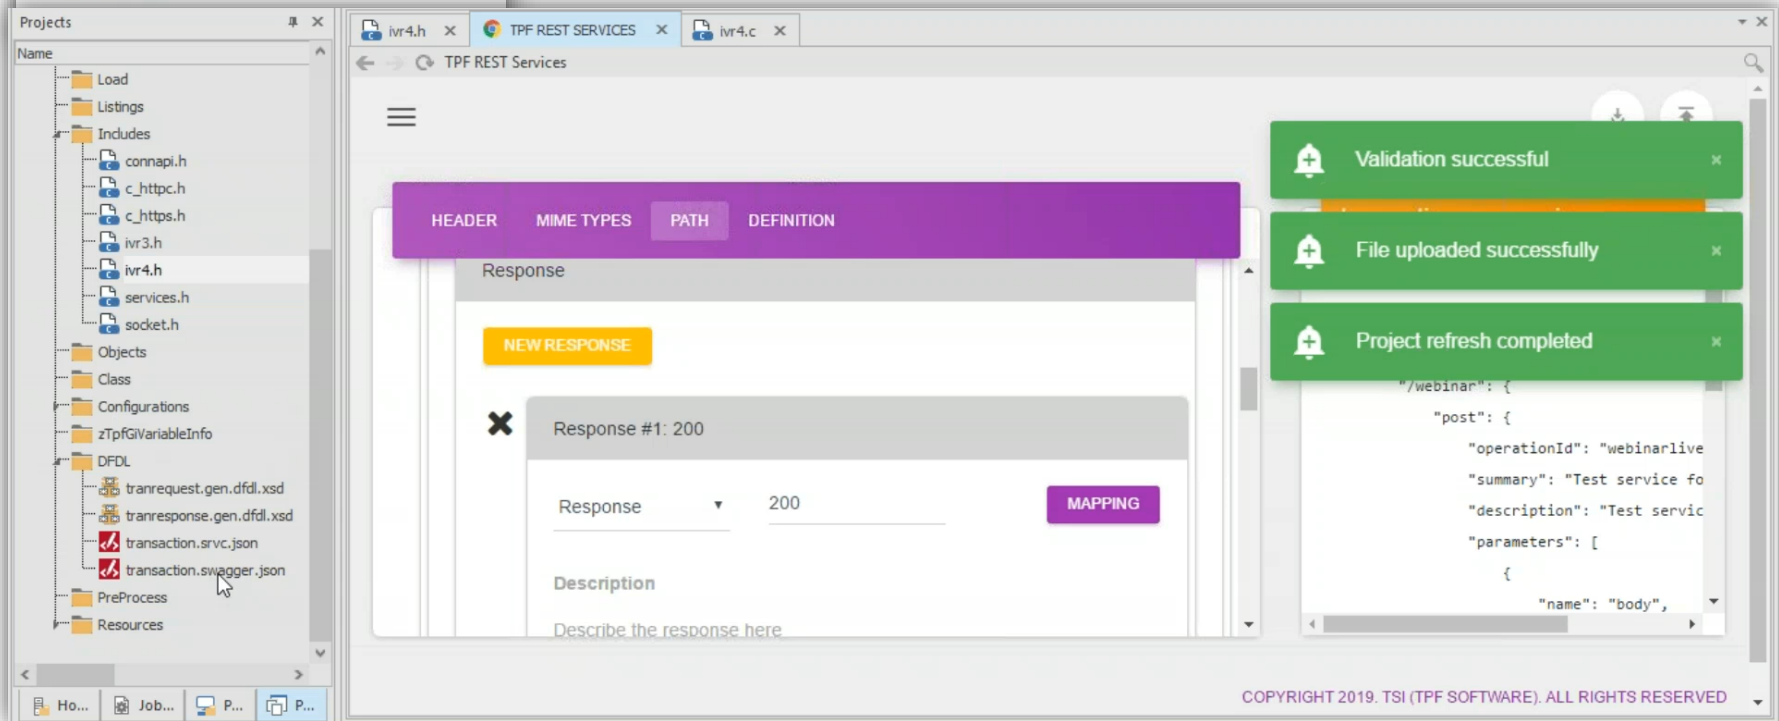 Projects
Name
Load
Listings
Includes
connapi.h
c_httpc.h
c_https.h
ivr3.h
ivr4.h
services.h
socket.h
Objects
Class
Configurations
zTpfGiVariableInfo
DFDL
tranrequest.gen.dfdl.xsd
tranresponse.gen.dfdl.xsd
transaction.srvc.json
transaction.swagger.json
PreProcess
Resources
Ho... Job... P... P...
ivr4.h TPF REST SERVICES ivr4.c
TPF REST Services
HEADER MIME TYPES PATH DEFINITION
Response
NEW RESPONSE
Response #1: 200
Response 200 MAPPING
Description
Describe the response here
Validation successful
File uploaded successfully
Project refresh completed
"/webinar": {
"post": {
"operationId": "webinarlive
"summary": "Test service fo
"description": "Test servic
"parameters": [
{
"name": "body",
COPYRIGHT 2019. TSI (TPF SOFTWARE). ALL RIGHTS RESERVED